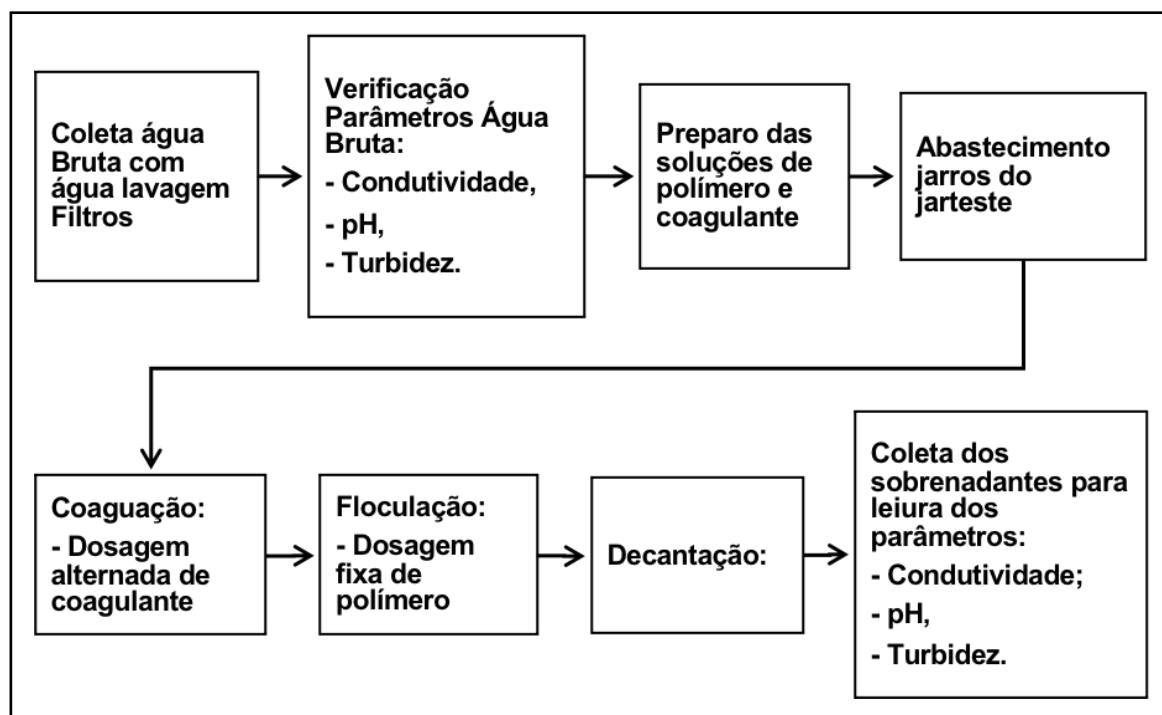 Coleta água
Bruta com
água lavagem
Filtros
Verificação
Parâmetros Água
Bruta:
- Condutividade,
- pH,
- Turbidez.
Preparo das
soluções de
polímero e
coagulante
Abastecimento
jarros do
jarteste
Coaguação:
- Dosagem
alternada de
coagulante
Floculação:
- Dosagem
fixa de
polímero
Decantação:
Coleta dos
sobrenadantes para
leiura dos
parâmetros:
- Condutividade;
- pH,
- Turbidez.